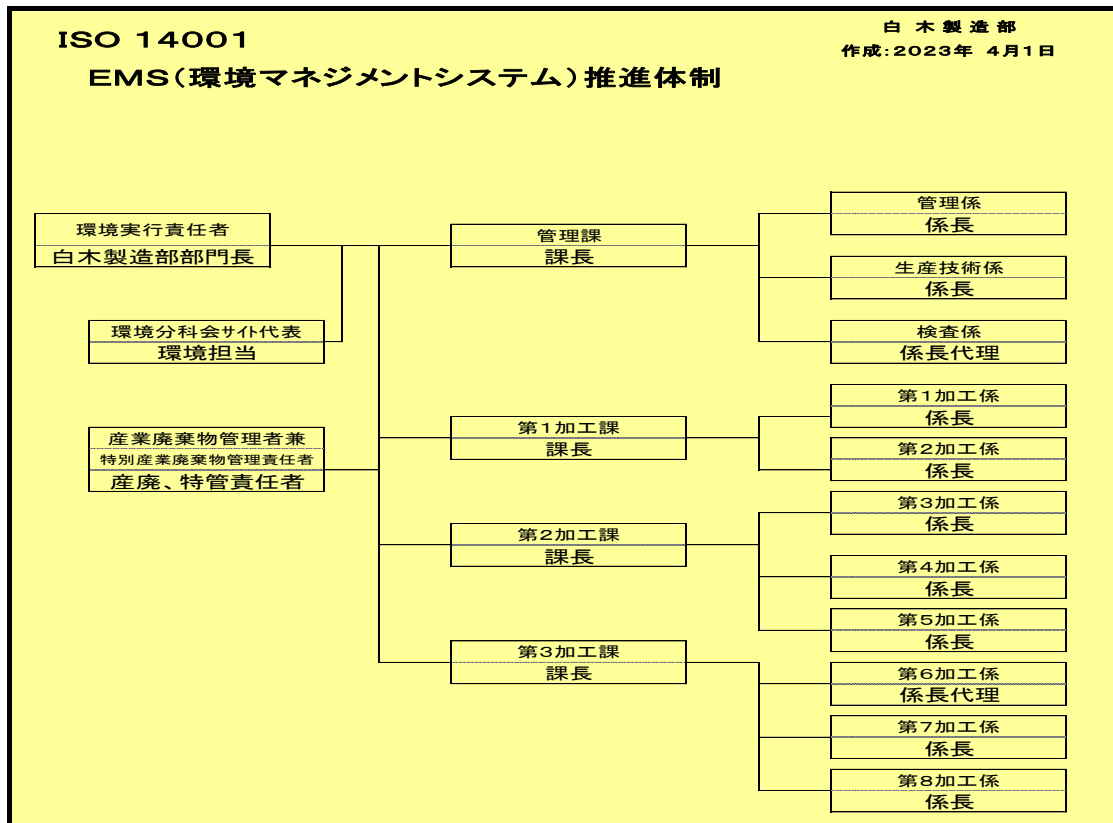 ISO 14001
EMS(環境マネジメントシステム)推進体制
白木製造部
作成:2023年 4月1日
環境実行責任者
白木製造部部門長
環境分科会サイト代表
環境担当
産業廃棄物管理者兼
特別産業廃棄物管理責任者
産廃、特管責任者
管理課
課長
第1加工課
課長
第2加工課
課長
第3加工課
課長
管理係
係長
生産技術係
係長
検査係
係長代理
第1加工係
係長
第2加工係
係長
第3加工係
係長
第4加工係
係長
第5加工係
係長
第6加工係
係長代理
第7加工係
係長
第8加工係
係長